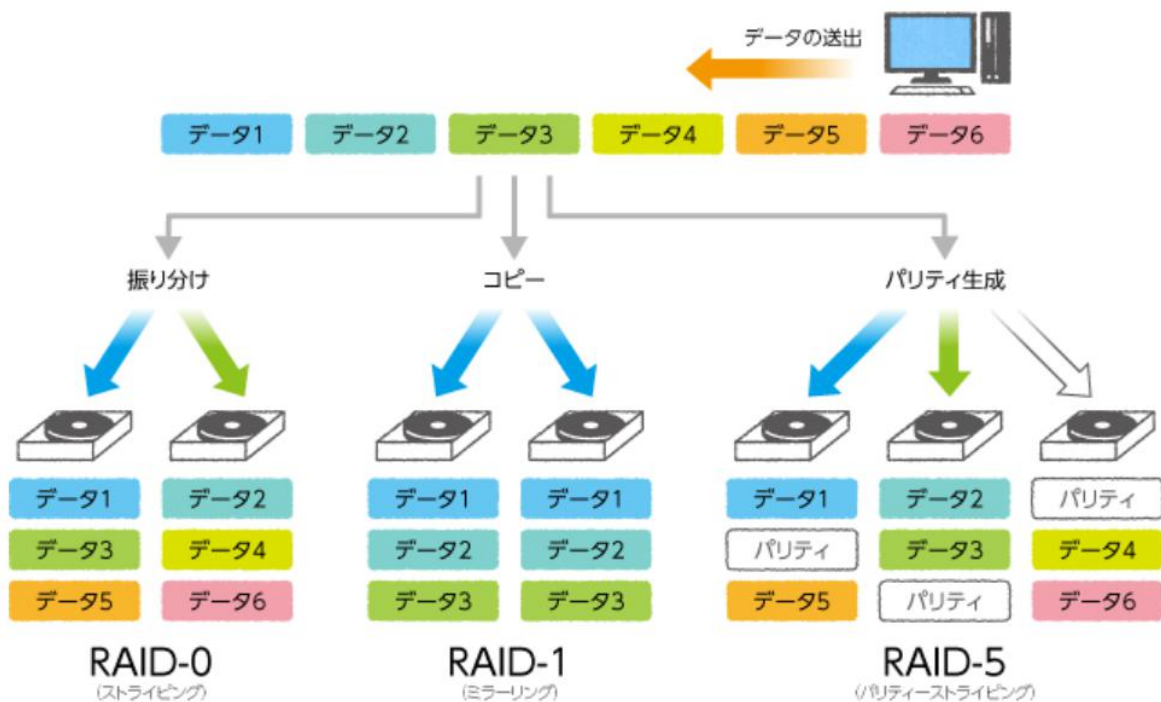 データの送出
データ1 データ2 データ3 データ4 データ5 データ6
振り分け コピー パリティ生成
データ1 データ2 データ1 データ1 データ1 データ2 パリティ
データ3 データ4 データ2 データ2 パリティ データ3 データ4
データ5 データ6 データ3 データ3 データ5 パリティ データ6
RAID-0 RAID-1 RAID-5
(ストライピング) (ミラーリング) (パリティーストライピング)